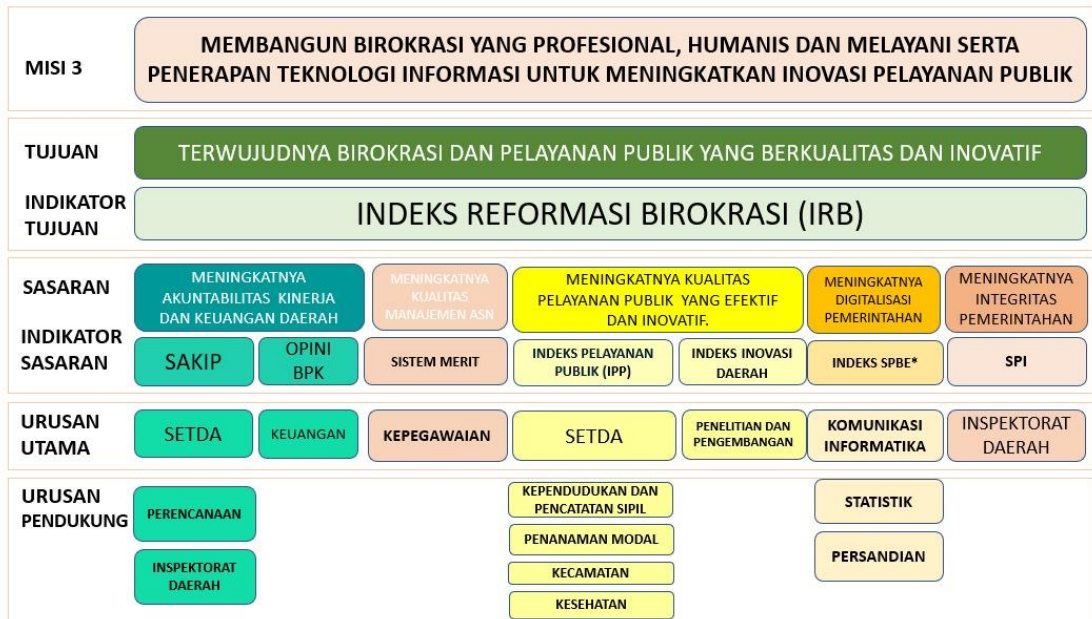 MISI 3
MEMBANGUN BIROKRASI YANG PROFESIONAL, HUMANIS DAN MELAYANI SERTA
PENERAPAN TEKNOLOGI INFORMASI UNTUK MENINGKATKAN INOVASI PELAYANAN PUBLIK
TUJUAN
TERWUJUDNYA BIROKRASI DAN PELAYANAN PUBLIK YANG BERKUALITAS DAN INOVATIF
INDIKATOR
TUJUAN
INDEKS REFORMASI BIROKRASI (IRB)
SASARAN
MENINGKATNYA
AKUNTABILITAS KINERJA
DAN KEUANGAN DAERAH
MENINGKATNYA
KUALITAS
MANAJEMEN ASN
MENINGKATNYA KUALITAS
PELAYANAN PUBLIK YANG EFEKTIF
DAN INOVATIF.
MENINGKATNYA
DIGITALISASI
PEMERINTAHAN
MENINGKATNYA
INTEGRITAS
PEMERINTAHAN
INDIKATOR
SASARAN
SAKIP
OPINI
BPK
SISTEM MERIT
INDEKS PELAYANAN
PUBLIK (IPP)
INDEKS INOVASI
DAERAH
INDEKS SPBE*
SPI
URUSAN
UTAMA
SETDA
KEUANGAN
KEPEGAWAIAN
SETDA
PENELITIAN DAN
PENGEMBANGAN
KOMUNIKASI
INFORMATIKA
INSPEKTORAT
DAERAH
URUSAN
PENDUKUNG
PERENCANAAN
INSPEKTORAT
DAERAH
KEPENDUDUKAN DAN
PENCATATAN SIPIL
PENANAMAN MODAL
KECAMATAN
KESEHATAN
STATISTIK
PERSANDIAN